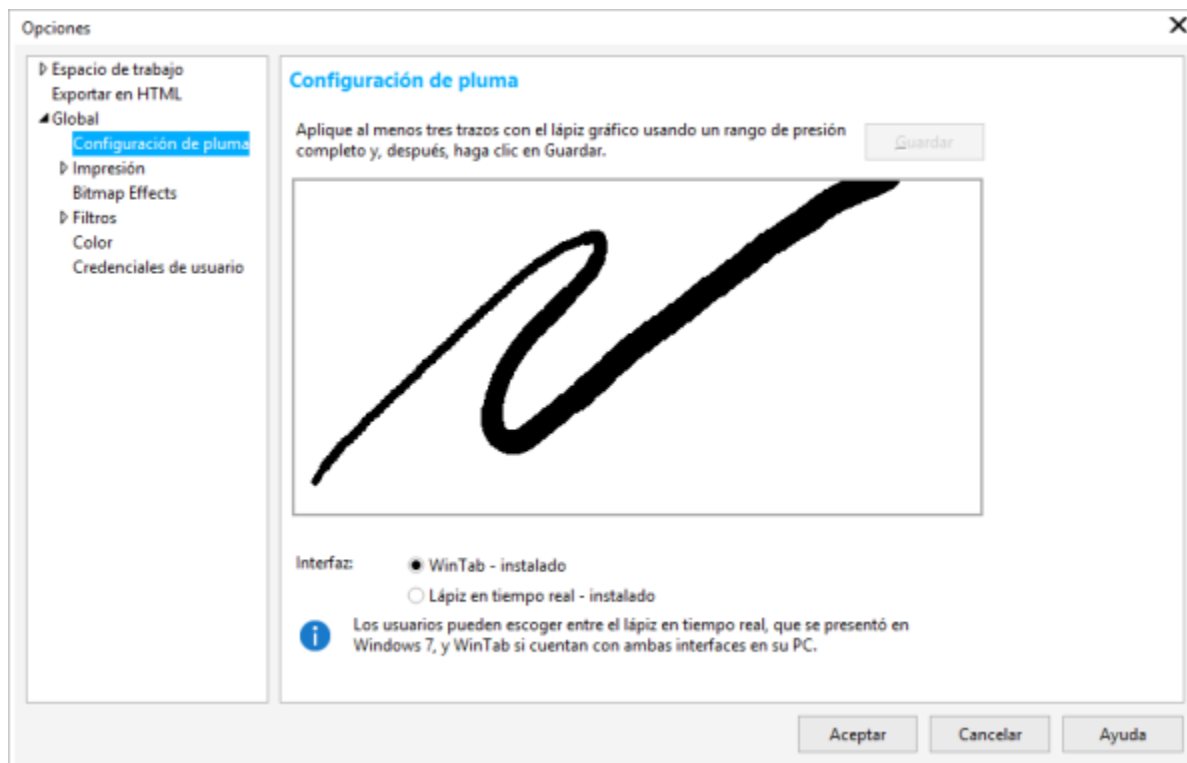 Opciones
Espacio de trabajo
Exportar en HTML
Global
Configuración de pluma
Impresión
Bitmap Effects
Filtros
Color
Credenciales de usuario
Configuración de pluma
Aplique al menos tres trazos con el lápiz gráfico usando un rango de presión
completo y, después, haga clic en Guardar.
Guardar
Interfaz:
WinTab - instalado
Lápiz en tiempo real - instalado
Los usuarios pueden escoger entre el lápiz en tiempo real, que se presentó en
Windows 7, y WinTab si cuentan con ambas interfaces en su PC.
Aceptar
Cancelar
Ayuda